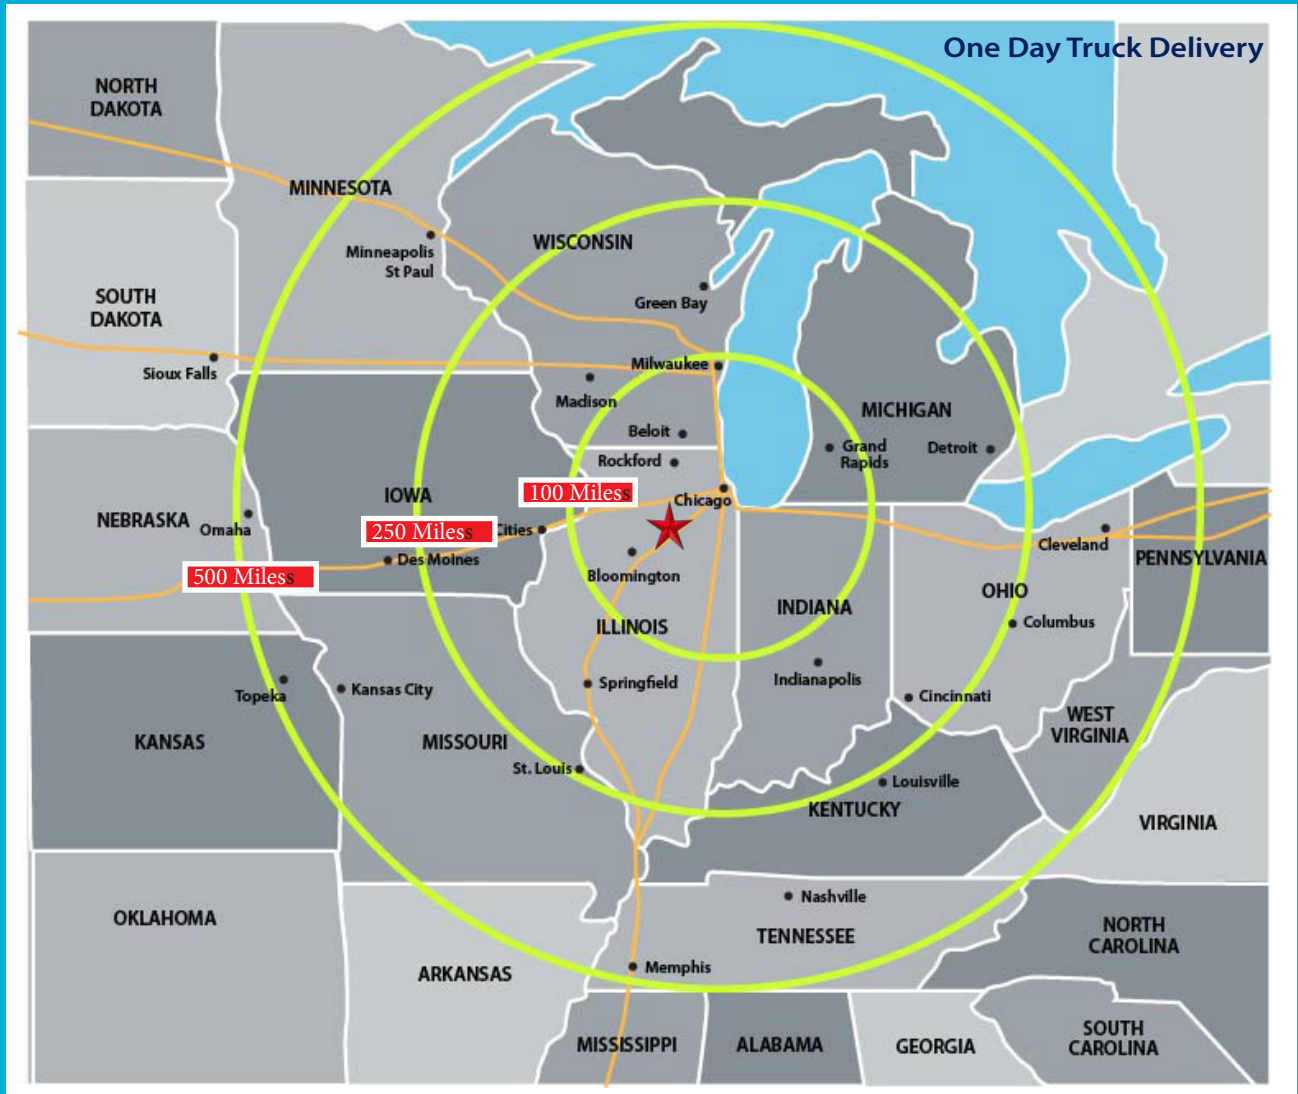 One Day Truck Delivery
NORTH
DAKOTA
MINNESOTA
Minneapolis
St Paul
WISCONSIN
Green Bay
SOUTH
DAKOTA
Sioux Falls
Milwaukee
Madison
MICHIGAN
Beloit
Grand
Rapids
Detroit
Rockford
100 Miless
Chicago
IOWA
NEBRASKA
Omaha
250 Miless
Cities
Cleveland
Des Moines
PENNSYLVANIA
500 Miless
Bloomington
OHIO
INDIANA
ILLINOIS
Columbus
Topeka
Kansas City
Springfield
Indianapolis
Cincinnati
KANSAS
MISSOURI
WEST
VIRGINIA
St. Louis
Louisville
KENTUCKY
VIRGINIA
Nashville
OKLAHOMA
TENNESSEE
NORTH
CAROLINA
ARKANSAS
Memphis
MISSISSIPPI
ALABAMA
GEORGIA
SOUTH
CAROLINA